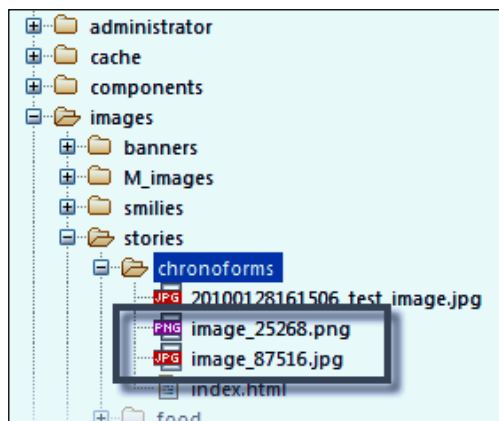 administrator
cache
components
images
banners
M_images
smilies
stories
chronoforms
JPG 20100128161506_test_image.jpg
PNG image_25268.png
JPG image_87516.jpg
index.html
food